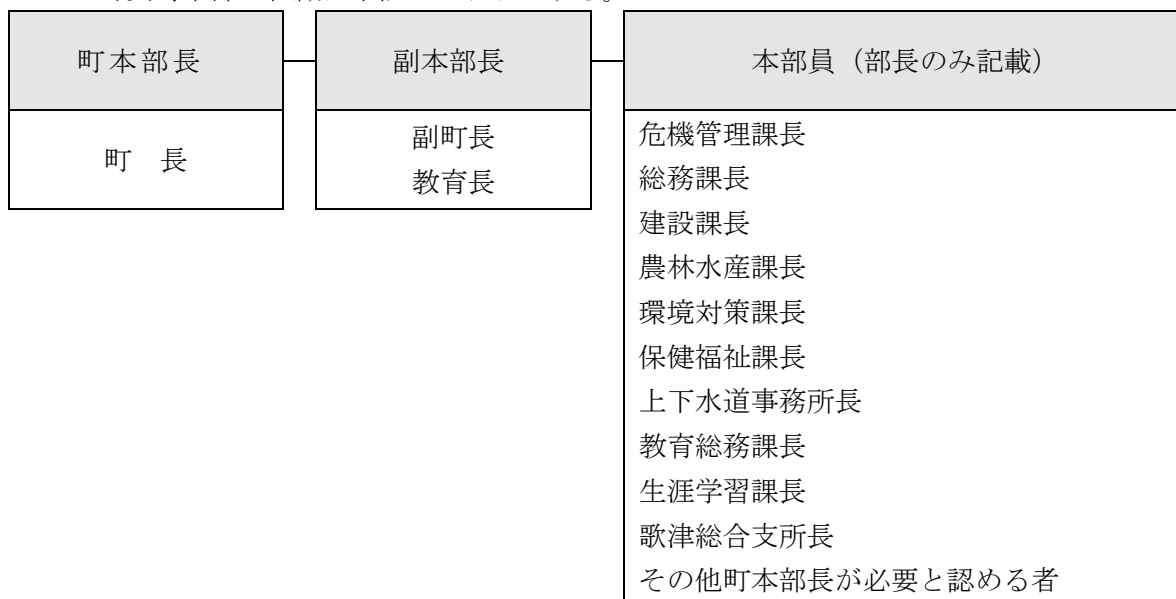 町本部長
副本部長
本部員（部長のみ記載）
町　長
副町長
教育長
危機管理課長
総務課長
建設課長
農林水産課長
環境対策課長
保健福祉課長
上下水道事務所長
教育総務課長
生涯学習課長
歌津総合支所長
その他町本部長が必要と認める者